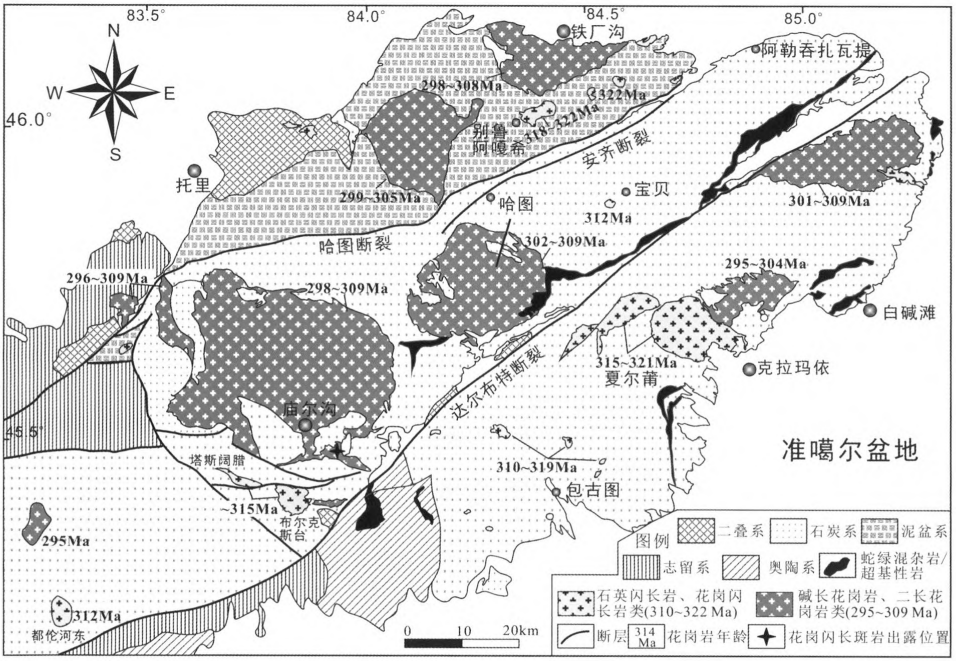 83.5°
84.0°
84.5°
85.0°
N
W
E
S
46.0°
45.5°
铁厂沟
阿勒吞扎瓦提
298~308Ma
322Ma
318~322Ma
别鲁
阿嘎希
托里
安齐断裂
299~305Ma
哈图
宝贝
312Ma
301~309Ma
哈图断裂
302~309Ma
296~309Ma
298~309Ma
295~304Ma
白碱滩
315~321Ma
夏尔莆
克拉玛依
达尔布特断裂
庙尔沟
准噶尔盆地
塔斯阔腊
310~319Ma
包古图
~315Ma
布尔克
斯台
295Ma
312Ma
都伦河东
0 10 20km
图例
二叠系
石炭系
泥盆系
志留系
奥陶系
蛇绿混杂岩/
超基性岩
石英闪长岩、花岗闪
长岩类(310~322Ma)
碱长花岗岩、二长花
岗岩类(295~309Ma)
断层
314
Ma
花岗岩年龄
花岗闪长斑岩出露位置